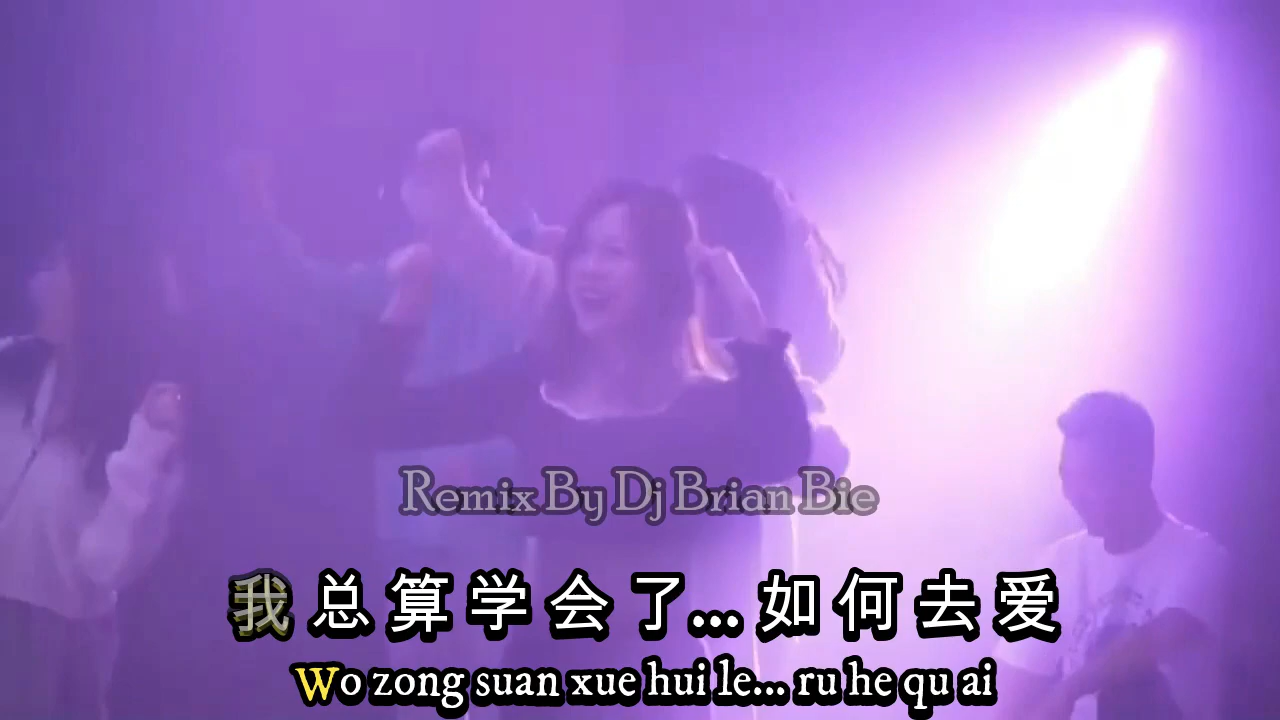 Remix By Dj Brian Bie
我总算学会了... 如何去爱
Wo zong suan xue hui le... ru he qu ai